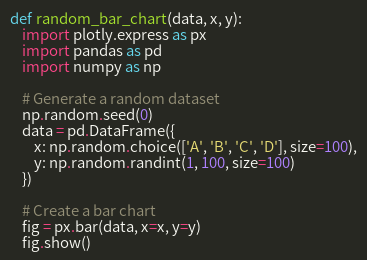 def random_bar_chart(data, x, y):
    import plotly.express as px
    import pandas as pd
    import numpy as np

    # Generate a random dataset
    np.random.seed(0)
    data = pd.DataFrame({
        x: np.random.choice(['A', 'B', 'C', 'D'], size=100),
        y: np.random.randint(1, 100, size=100)
    })

    # Create a bar chart
    fig = px.bar(data, x=x, y=y)
    fig.show()